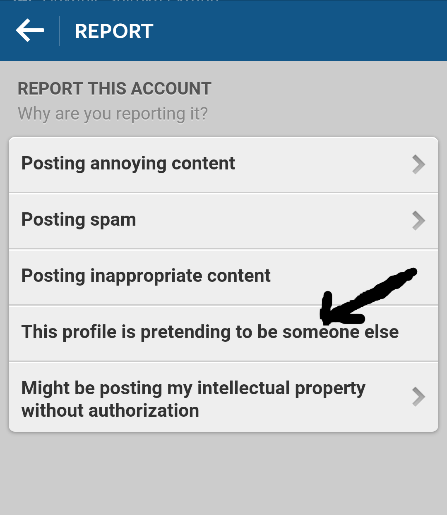 REPORT
REPORT THIS ACCOUNT
Why are you reporting it?
Posting annoying content
Posting spam
Posting inappropriate content
This profile is pretending to be someone else
Might be posting my intellectual property
without authorization